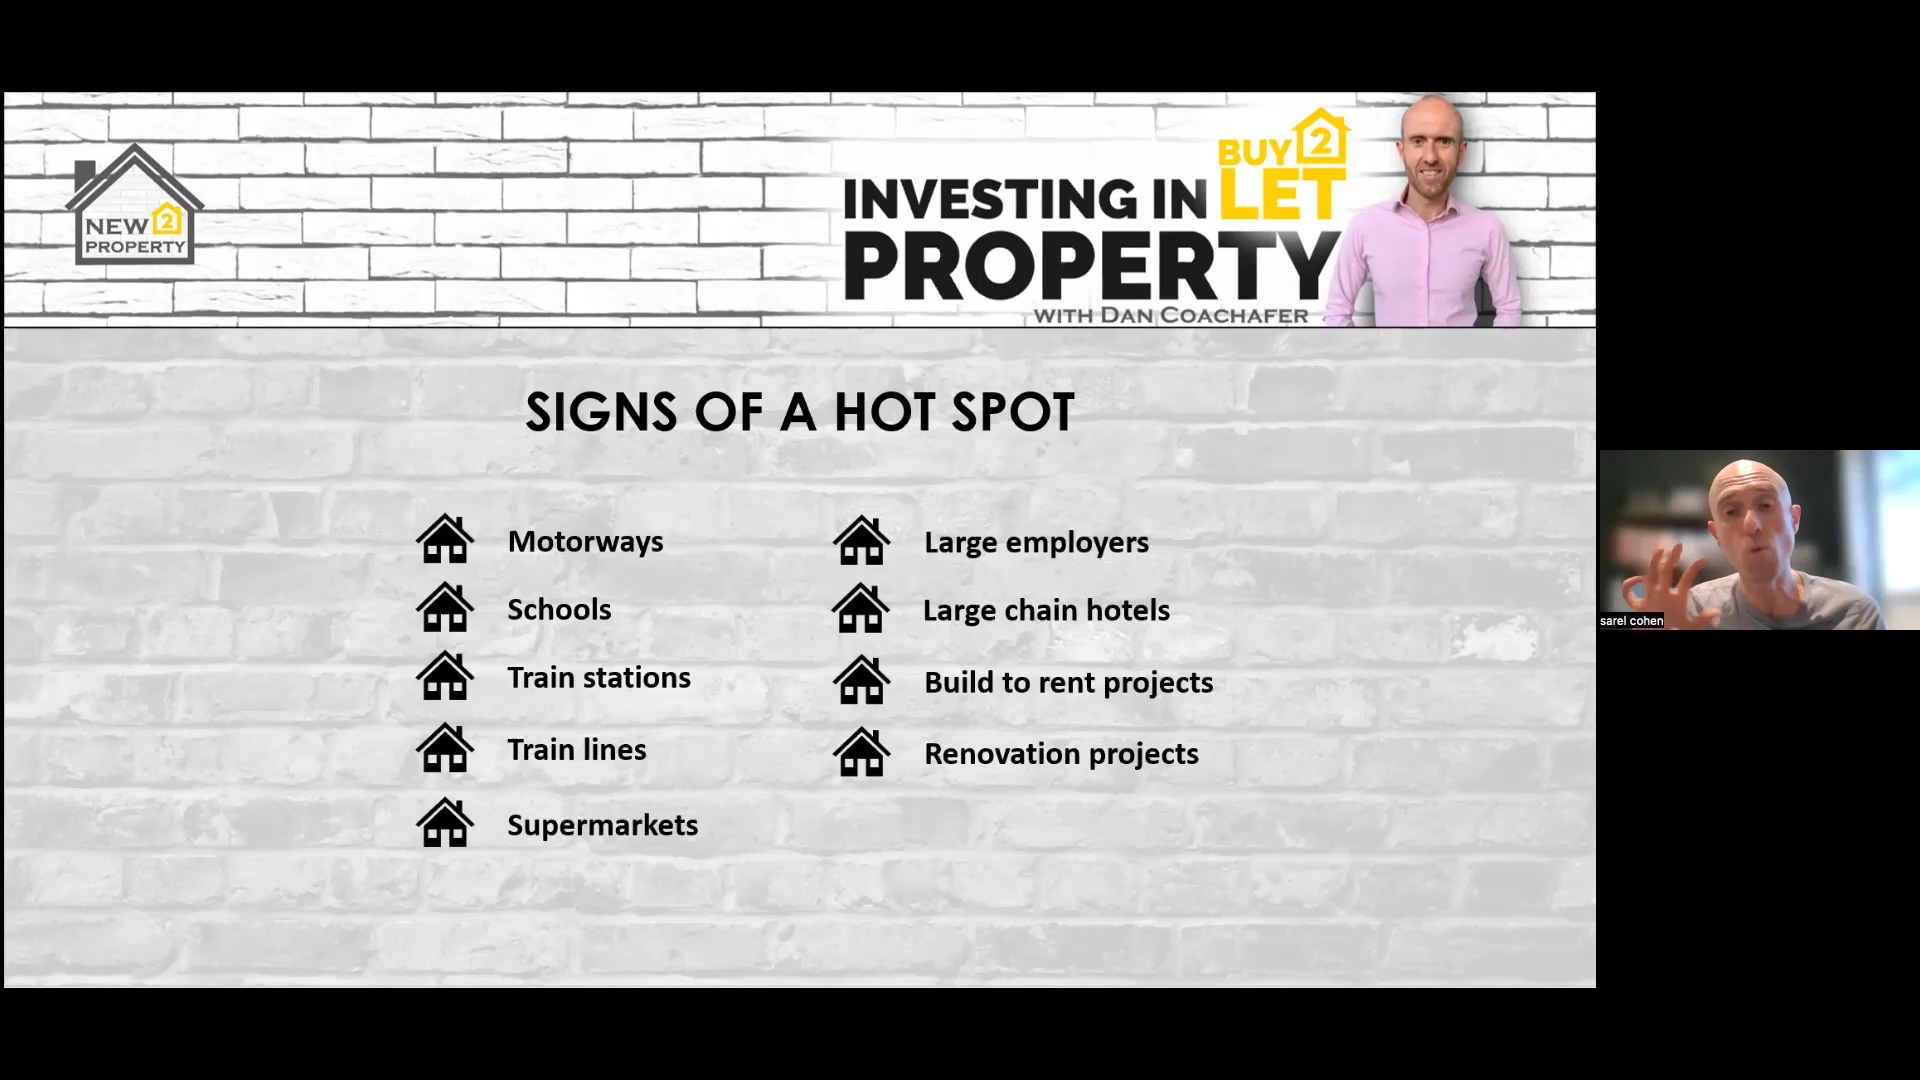 NEW 2
PROPERTY
BUY 2
INVESTING IN LET
PROPERTY
WITH DAN COACHAFER
SIGNS OF A HOT SPOT
Motorways
Schools
Train stations
Train lines
Supermarkets
Large employers
Large chain hotels
Build to rent projects
Renovation projects
sarel cohen